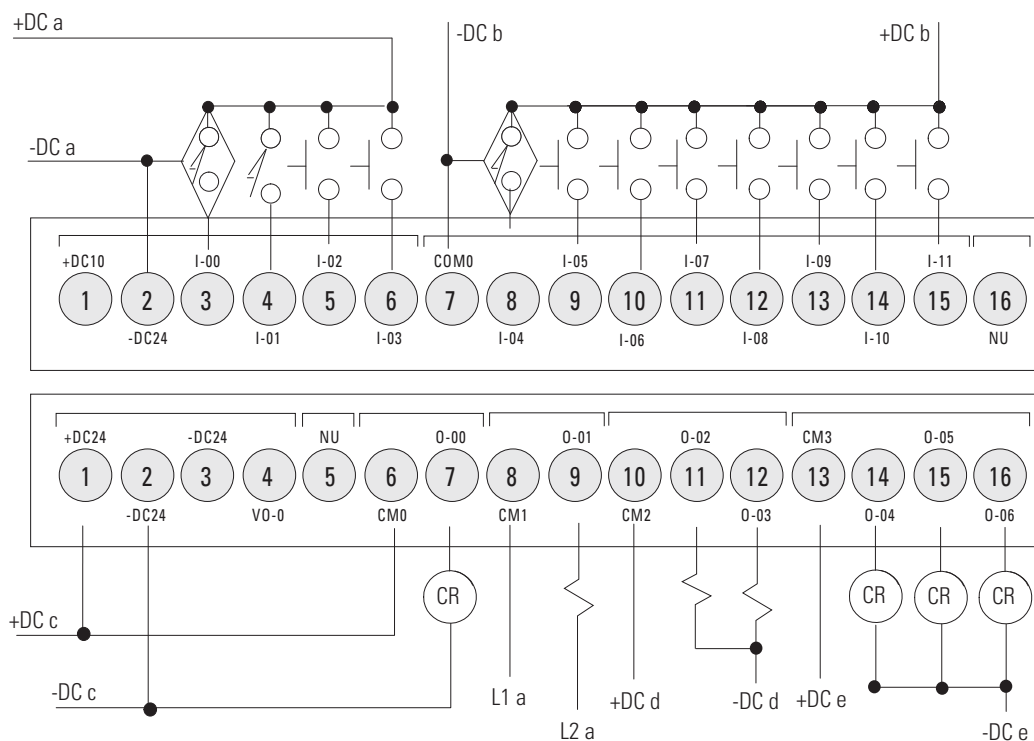 +DC a
-DC b
+DC b
-DC a
+DC10 I-00 I-02 COM0 I-05 I-07 I-09 I-11
1 2 3 4 5 6 7 8 9 10 11 12 13 14 15 16
-DC24 I-01 I-03 I-04 I-06 I-08 I-10 NU
+DC24 -DC24 NU O-00 O-01 O-02 CM3 O-05
1 2 3 4 5 6 7 8 9 10 11 12 13 14 15 16
-DC24 VO-0 CM0 CM1 CM2 O-03 O-04 O-06
CR CR CR CR
+DC c
-DC c
L1 a
L2 a
+DC d
-DC d
+DC e
-DC e